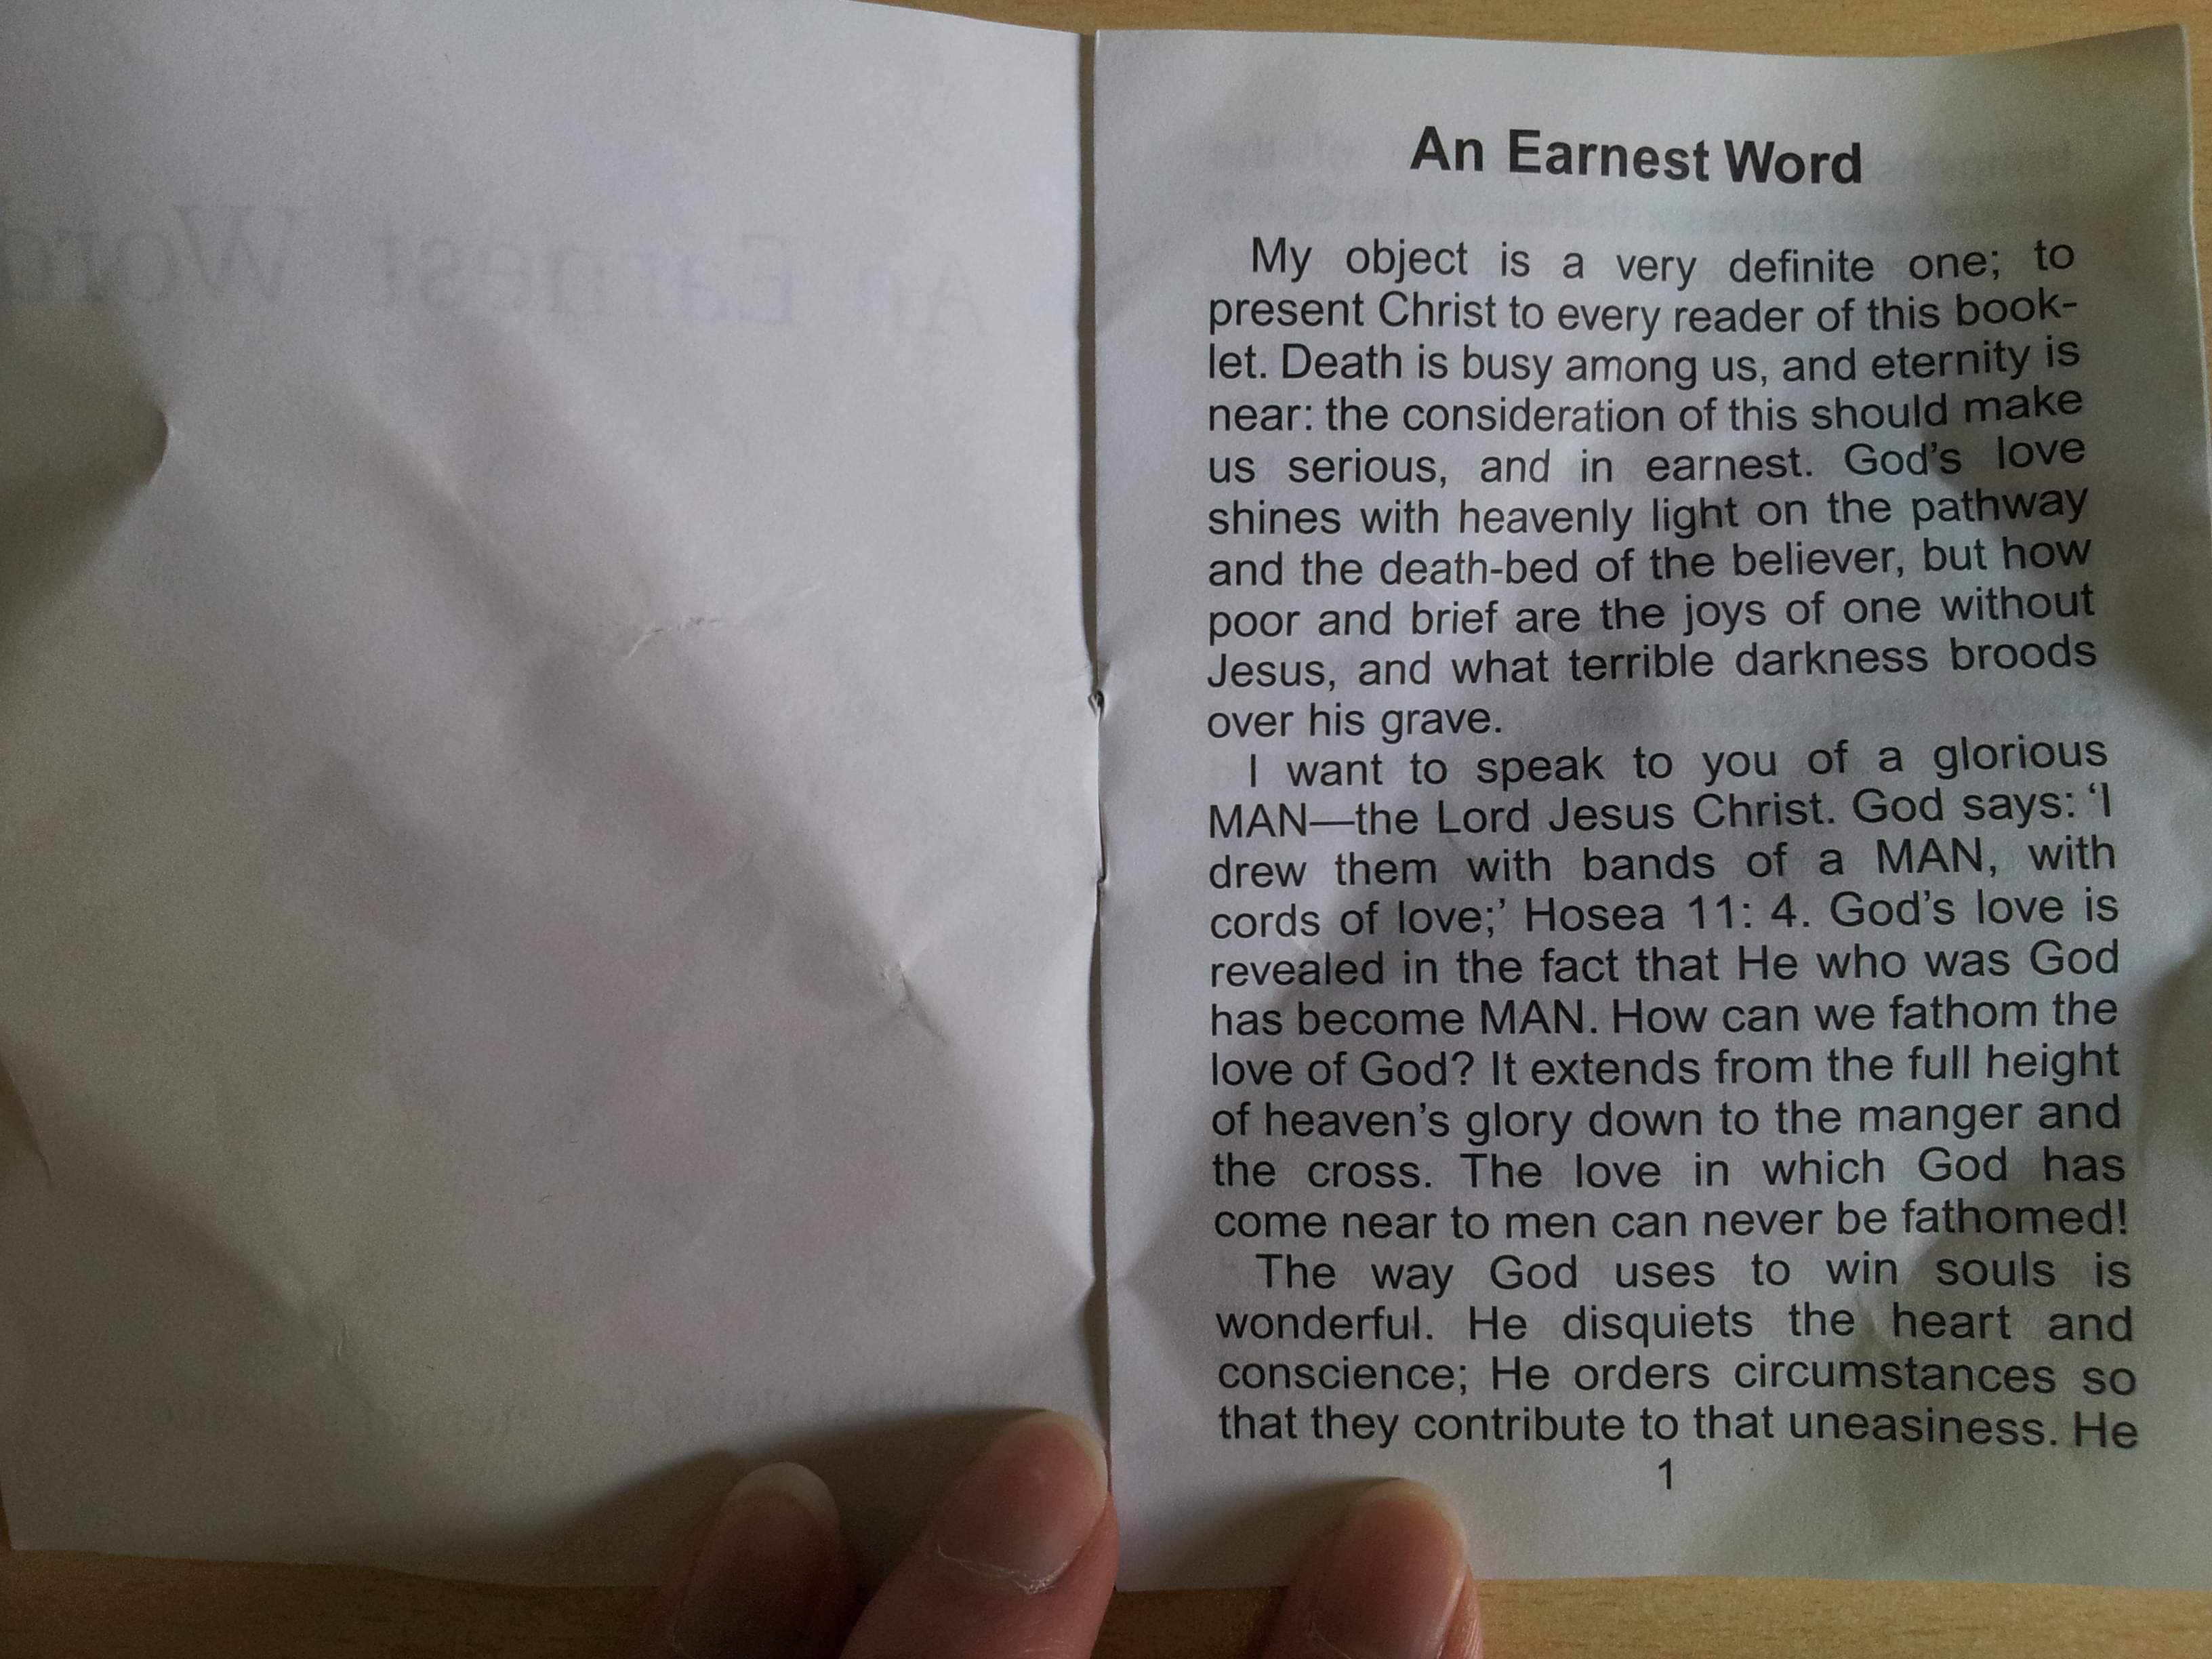 An Earnest Word
My object is a very definite one; to
present Christ to every reader of this book-
let. Death is busy among us, and eternity is
near: the consideration of this should make
us serious, and in earnest. God's love
shines with heavenly light on the pathway
and the death-bed of the believer, but how
poor and brief are the joys of one without
Jesus, and what terrible darkness broods
over his grave.
I want to speak to you of a glorious
MAN—the Lord Jesus Christ. God says: ‘I
drew them with bands of a MAN, with
cords of love;’ Hosea 11: 4. God’s love is
revealed in the fact that He who was God
has become MAN. How can we fathom the
love of God? It extends from the full height
of heaven’s glory down to the manger and
the cross. The love in which God has
come near to men can never be fathomed!
The way God uses to win souls is
wonderful. He disquiets the heart and
conscience; He orders circumstances so
that they contribute to that uneasiness. He
1